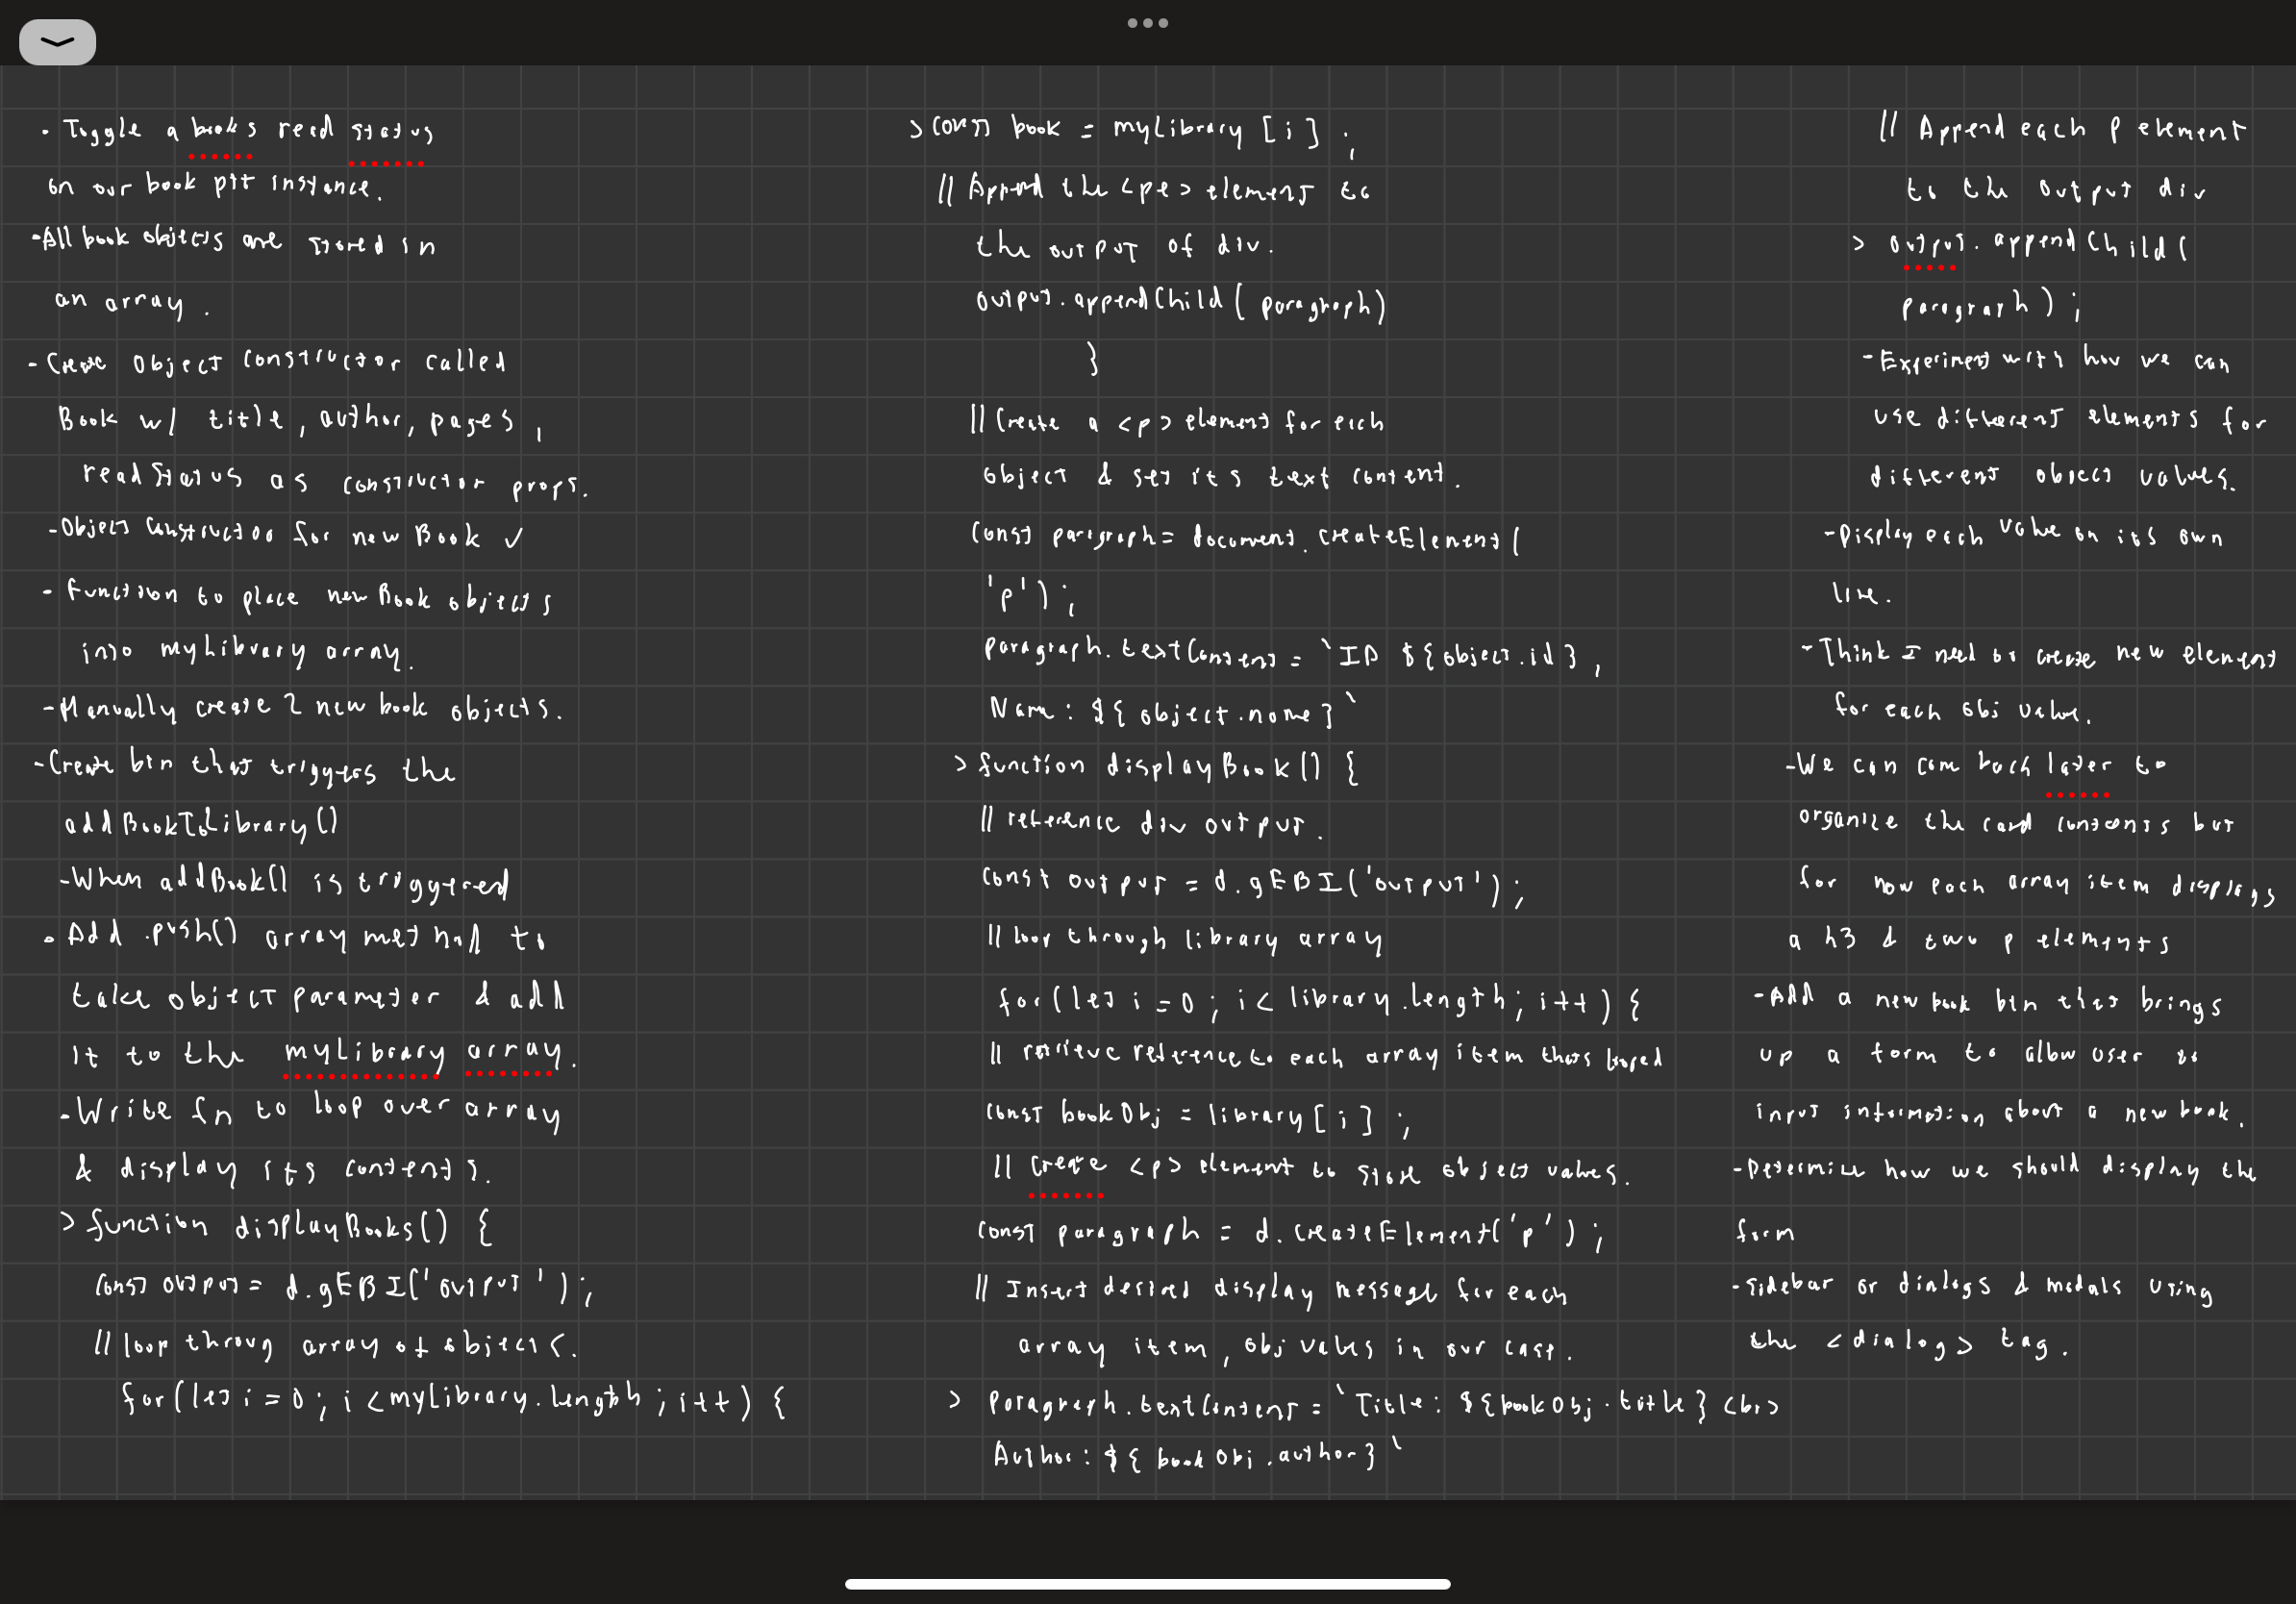 - Toggle a books read status
on our book ptt instance.
- All book objects are stored in
an array.
- Create Object Constructor called
Book w/ title, author, pages,
readStatus as constructor props.
- Object Constructor for new Book ✓
- Function to place new Book objects
into myLibrary array.
- Manually create 2 new book objects.
- Create btn that triggers the
addBookToLibrary()
- When addBook() is triggered
- Add .push() array method to
take object parameter & add
it to the myLibrary array.
- Write fn to loop over array
& display its contents.
> function displayBooks() {
const output = d.gEBI('output');
// loop throug array of objects.
for(let i = 0; i < myLibrary.length; i++) {
> const book = myLibrary[i];
// Append the <pe> element to
the output of div.
output.appendChild(paragraph)
}
// Create a <p> element for each
object & set its text content.
const paragraph = document.createElement(
'p');
paragraph.textContent = `ID ${object.id},
Name: ${object.name}`
> function displayBook() {
// reference div output.
const output = d.gEBI('output');
// loop through library array
for(let i = 0; i < library.length; i++) {
// retrieve reference to each array item thats looped
const bookObj = library[i];
// Create <p> element to store object values.
const paragraph = d.createElement('p');
// Insert desired display message for each
array item, obj values in our case.
> paragraph.textContent = `Title: ${bookObj.title} <br>
Author: ${bookObj.author}`
// Append each p element
to the output div
> output.appendChild(
paragraph);
- Experiment with how we can
use different elements for
different object values.
- Display each value on its own
line.
- Think I need to create new element
for each obj value.
- We can com back later to
organize the card contents but
for now each array item displays
a h3 & two p elements
- Add a new book btn that brings
up a form to allow user to
input information about a new book.
- Determine how we should display the
form
- sidebar or dialogs & modals using
the <dialog> tag.